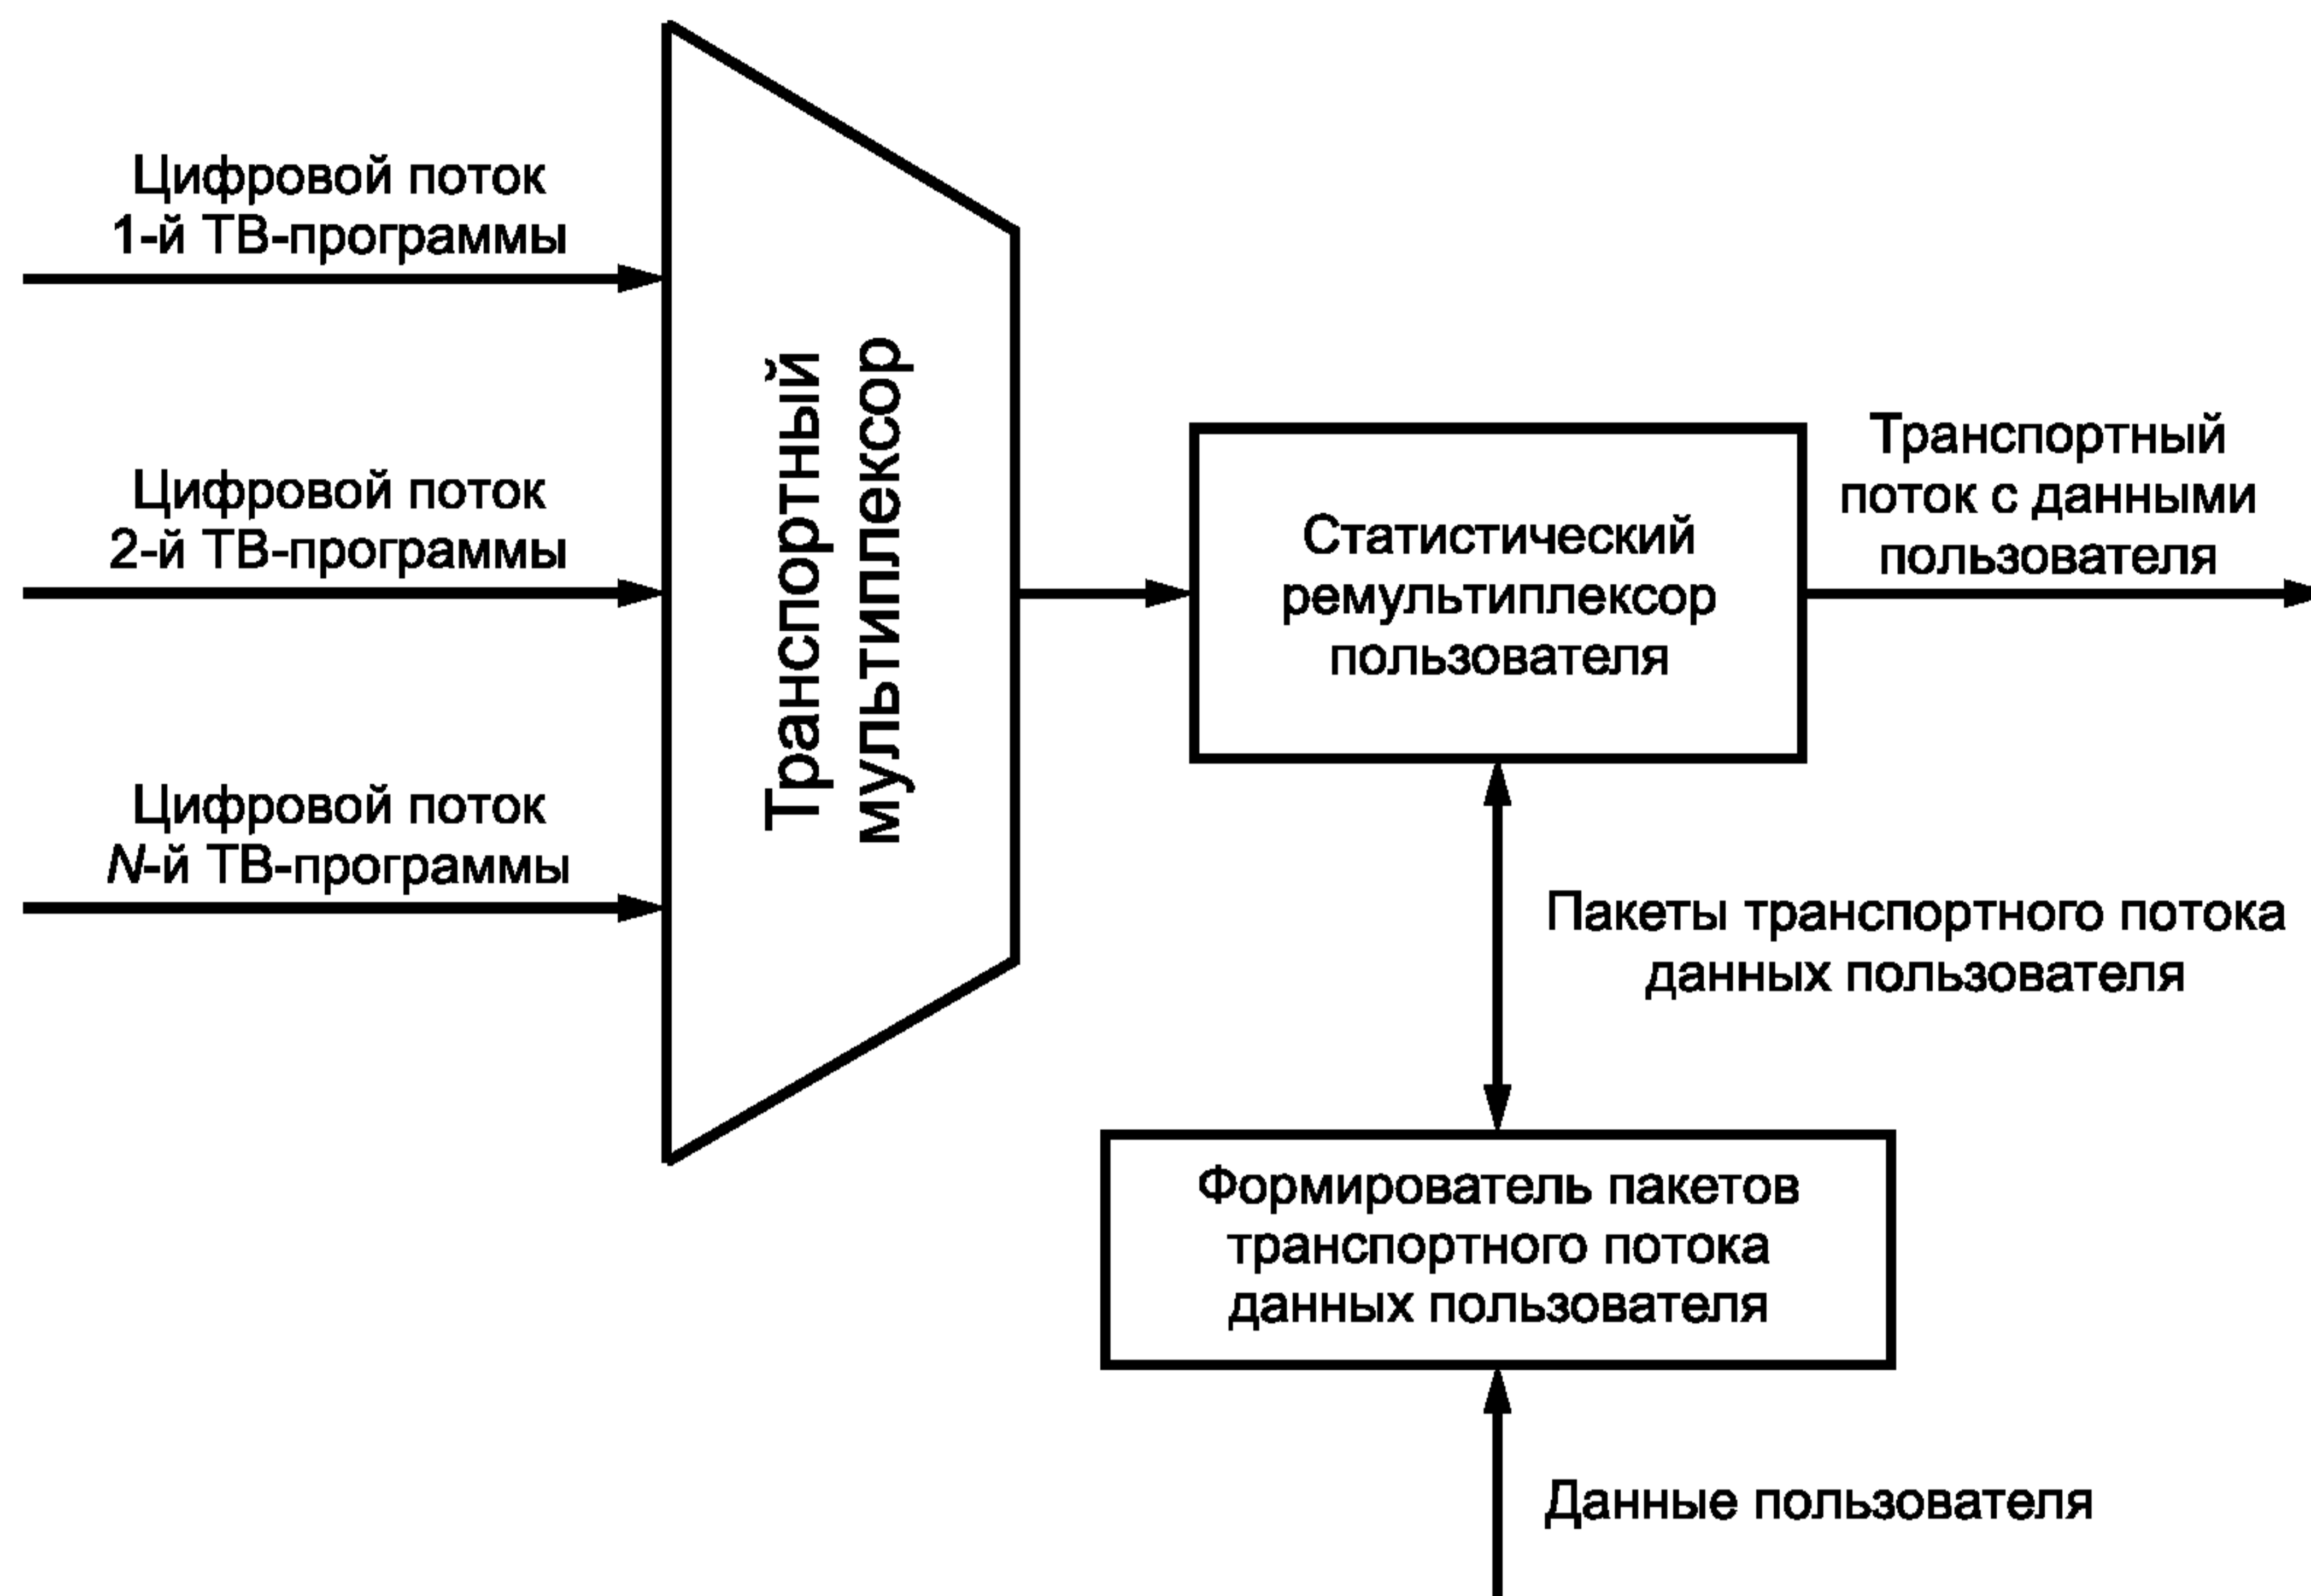 Цифровой поток
1-й ТВ-программы
Цифровой поток
2-й ТВ-программы
Цифровой поток
N-й ТВ-программы
Транспортный
мультиплексор
Статистический
ремультиплексор
пользователя
Транспортный
поток с данными
пользователя
Пакеты транспортного потока
данных пользователя
Формирователь пакетов
транспортного потока
данных пользователя
Данные пользователя